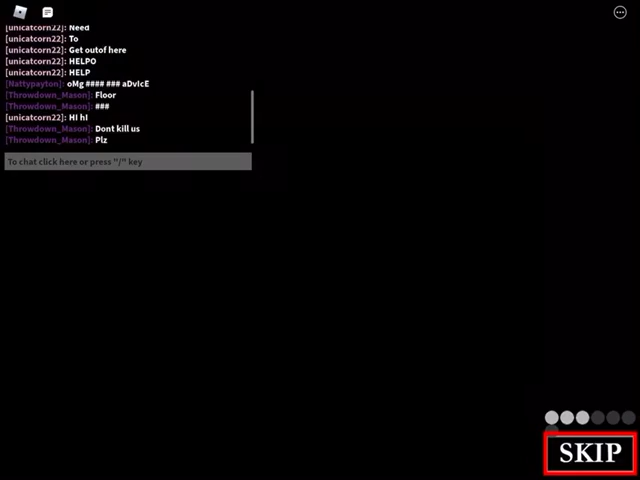 [unicatcorn22]: Need
[unicatcorn22]: To
[unicatcorn22]: Get outof here
[unicatcorn22]: HELPO
[unicatcorn22]: HELP
[Nattypayton]: oMg #### ### aDvIcE
[Throwdown_Mason]: Floor
[Throwdown_Mason]: ###
[unicatcorn22]: HI hI
[Throwdown_Mason]: Dont kill us
[Throwdown_Mason]: Plz
To chat click here or press "/" key
SKIP